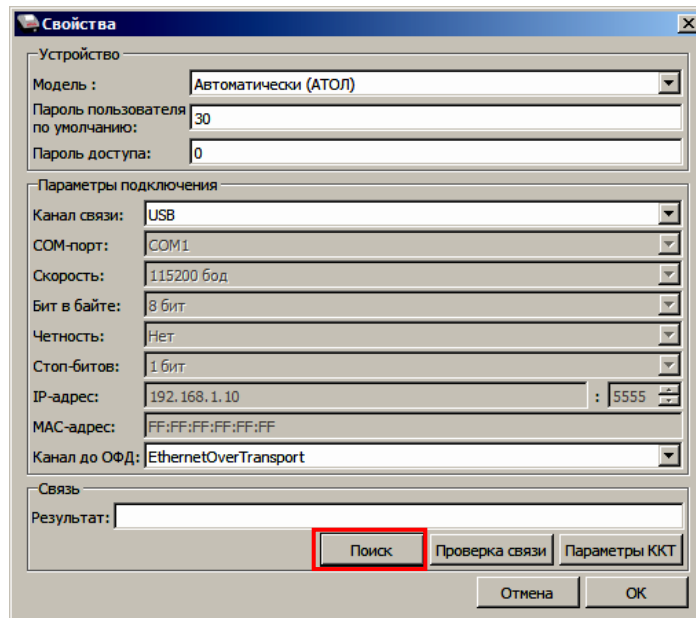 Свойства
Устройство
Модель : Автоматически (АТОЛ)
Пароль пользователя
по умолчанию: 30
Пароль доступа: 0
Параметры подключения
Канал связи: USB
COM-порт: COM1
Скорость: 115200 бод
Бит в байте: 8 бит
Четность: Нет
Стоп-битов: 1 бит
IP-адрес: 192.168.1.10 : 5555
MAC-адрес: FF:FF:FF:FF:FF:FF
Канал до ОФД: EthernetOverTransport
Связь
Результат:
Поиск Проверка связи Параметры ККТ
Отмена ОК